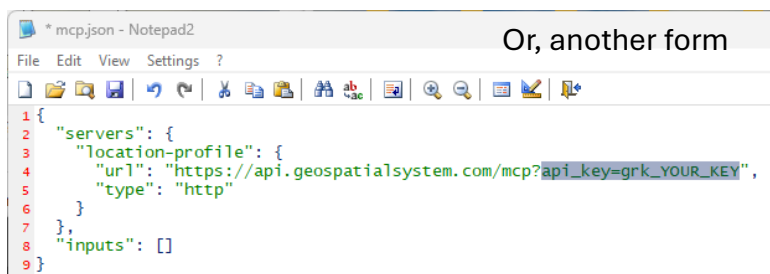 * mcp.json - Notepad2
Or, another form
File Edit View Settings ?
1 {
2 "servers": {
3 "location-profile": {
4 "url": "https://api.geospatialsystem.com/mcp?api_key=grk_YOUR_KEY",
5 "type": "http"
6 }
7 },
8 "inputs": []
9 }